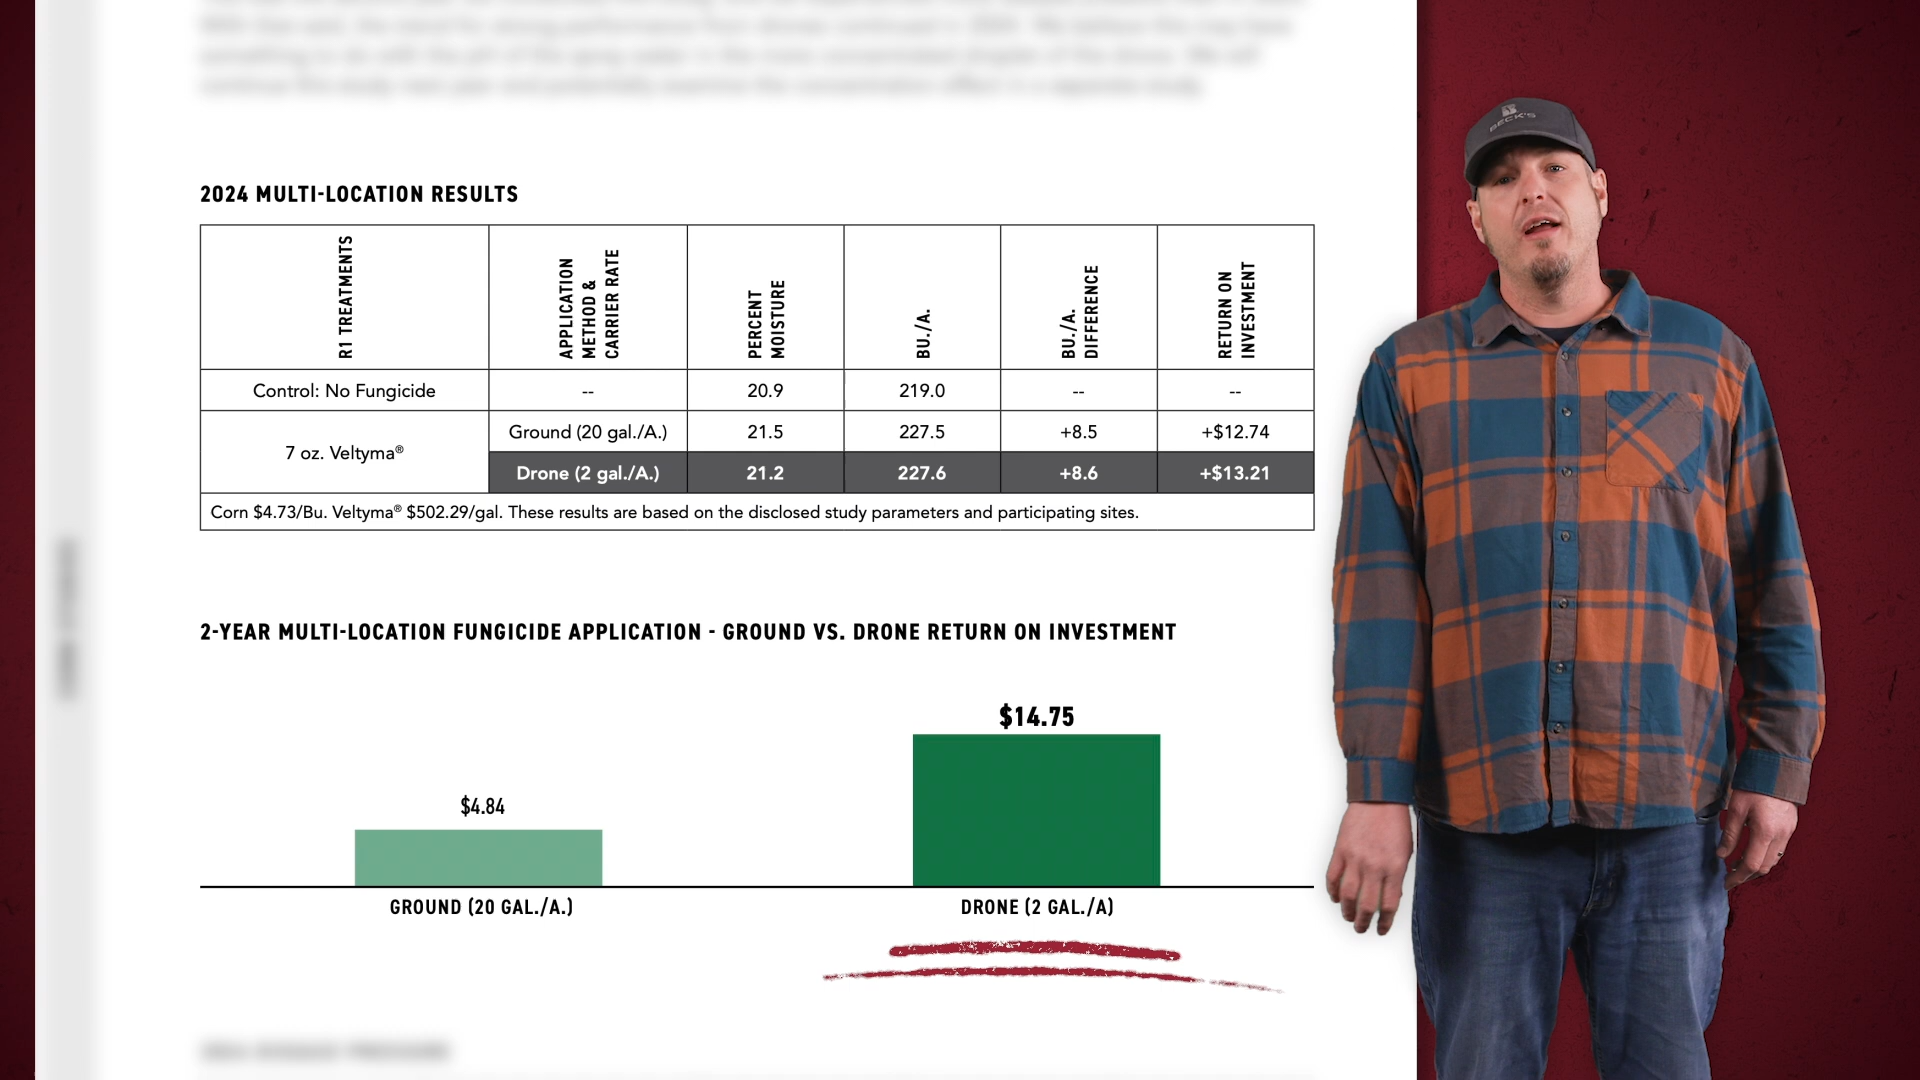 BECK'S
2024 MULTI-LOCATION RESULTS
R1 TREATMENTS
APPLICATION
METHOD &
CARRIER RATE
PERCENT
MOISTURE
BU./A.
BU./A.
DIFFERENCE
RETURN ON
INVESTMENT
Control: No Fungicide -- 20.9 219.0 -- --
7 oz. Veltyma®
Ground (20 gal./A.) 21.5 227.5 +8.5 +$12.74
Drone (2 gal./A.) 21.2 227.6 +8.6 +$13.21
Corn $4.73/Bu. Veltyma® $502.29/gal. These results are based on the disclosed study parameters and participating sites.
2-YEAR MULTI-LOCATION FUNGICIDE APPLICATION - GROUND VS. DRONE RETURN ON INVESTMENT
$14.75
$4.84
GROUND (20 GAL./A.) DRONE (2 GAL./A)